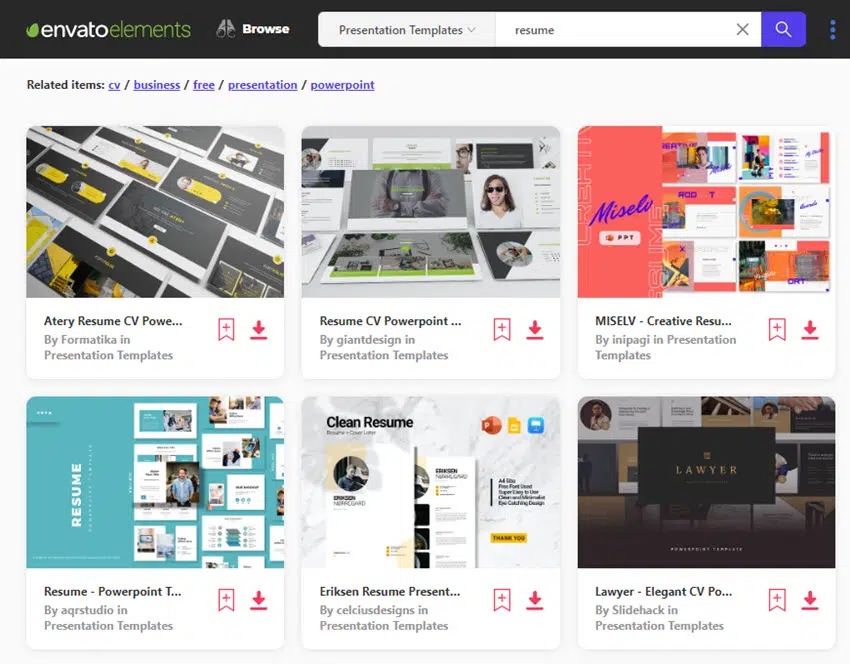 envatoelements
Browse
Presentation Templates
resume
Related items: cv / business / free / presentation / powerpoint
Miselv
PPT
Atery Resume CV Powe...
By Formatika in
Presentation Templates
Resume CV Powerpoint ...
By giantdesign in
Presentation Templates
MISELV - Creative Resu...
By inipagi in Presentation
Templates
RESUME
Clean Resume
Resume + Cover Letter
ERIKSEN
NØRREGARD
ERIKSEN
NØRREGARD
A4 Size
Free Font Used
Super Easy to Use
Clean and Minimalist
Eye Catching Design
THANK YOU
LAWYER
POWERPOINT TEMPLATE
Resume - Powerpoint T...
By aqrstudio in
Presentation Templates
Eriksen Resume Present...
By celciusdesigns in
Presentation Templates
Lawyer - Elegant CV Po...
By Slidehack in
Presentation Templates